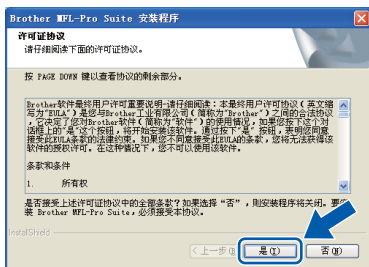 Brother MFL-Pro Suite 安装程序
许可证协议
请仔细阅读下面的许可证协议。
按 PAGE DOWN 键以查看协议的剩余部分。
Brother软件最终用户许可重要说明-请仔细阅读：本最终用户许可协议（英文缩
写为"EULA"）是您与Brother工业有限公司（简称为"Brother"）之间的合法协议
，它决定了您对Brother软件（简称为"软件"）的使用情况，如果您按下这个对
话框上的"是"这个按钮，将开始安装该软件。通过按下"是" 按钮，表明您同意
接受此EULA条款的法律约束。如果您不同意接受此EULA的条款，您将无法获得该
软件的授权许可。在这种情况下，您不可以使用该软件。
条款和条件
1. 所有权
是否接受上述许可证协议中的全部条款？如果选择“否”，则安装程序将关闭。要安
装 Brother MFL-Pro Suite，必须接受本协议。
InstallShield
< 上一步(B) 是(Y) 否(N)